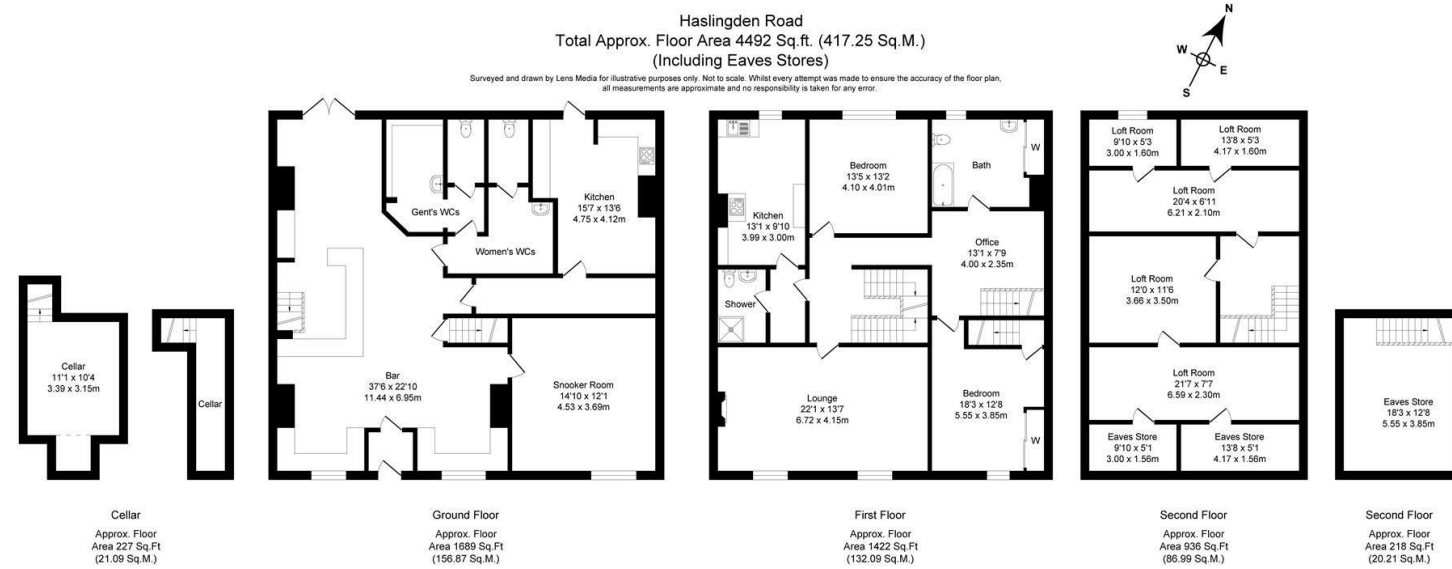 Haslingden Road
Total Approx. Floor Area 4492 Sq.ft. (417.25 Sq.M.)
(Including Eaves Stores)
Surveyed and drawn by Lens Media for illustrative purposes only. Not to scale. Whilst every attempt was made to ensure the accuracy of the floor plan,
all measurements are approximate and no responsibility is taken for any error.
N
W
E
S
Cellar
11'1 x 10'4
3.39 x 3.15m
Cellar
Cellar
Approx. Floor
Area 227 Sq.Ft
(21.09 Sq.M.)
Gent's WCs
Women's WCs
Kitchen
15'7 x 13'6
4.75 x 4.12m
Bar
37'6 x 22'10
11.44 x 6.95m
Snooker Room
14'10 x 12'1
4.53 x 3.69m
Ground Floor
Approx. Floor
Area 1689 Sq.Ft
(156.87 Sq.M.)
Kitchen
13'1 x 9'10
3.99 x 3.00m
Bedroom
13'5 x 13'2
4.10 x 4.01m
Bath
W
Office
13'1 x 7'9
4.00 x 2.35m
Shower
Lounge
22'1 x 13'7
6.72 x 4.15m
Bedroom
18'3 x 12'8
5.55 x 3.85m
W
First Floor
Approx. Floor
Area 1422 Sq.Ft
(132.09 Sq.M.)
Loft Room
9'10 x 5'3
3.00 x 1.60m
Loft Room
13'8 x 5'3
4.17 x 1.60m
Loft Room
20'4 x 6'11
6.21 x 2.10m
Loft Room
12'0 x 11'6
3.66 x 3.50m
Loft Room
21'7 x 7'7
6.59 x 2.30m
Eaves Store
9'10 x 5'1
3.00 x 1.56m
Eaves Store
13'8 x 5'1
4.17 x 1.56m
Second Floor
Approx. Floor
Area 936 Sq.Ft
(86.99 Sq.M.)
Eaves Store
18'3 x 12'8
5.55 x 3.85m
Second Floor
Approx. Floor
Area 218 Sq.Ft
(20.21 Sq.M.)